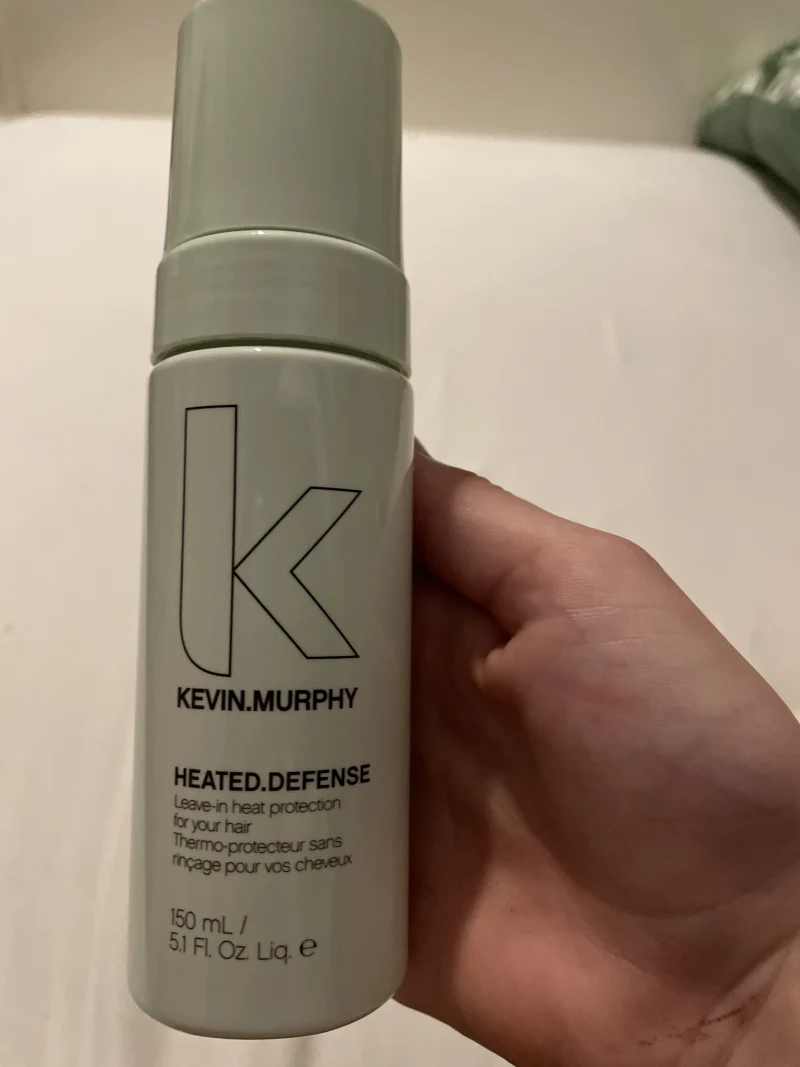 k
KEVIN.MURPHY
HEATED.DEFENSE
Leave-in heat protection
for your hair
Thermo-protecteur sans
rinçage pour vos cheveux
150 mL /
5.1 Fl. Oz. Liq. e